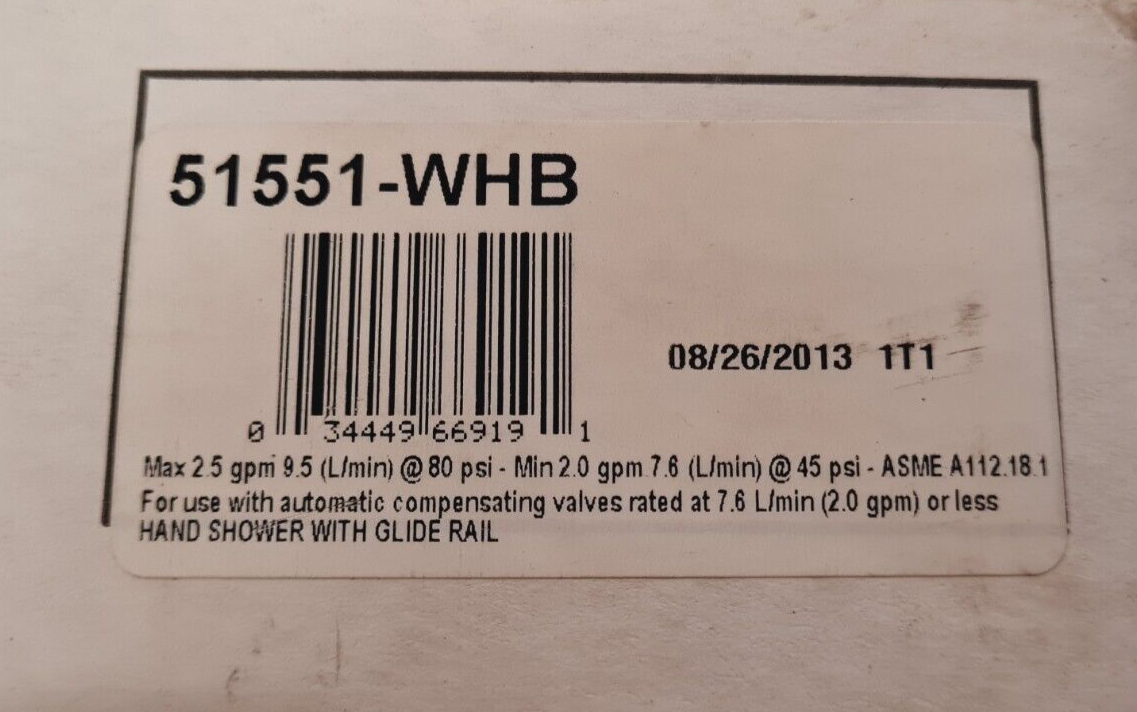 51551-WHB
08/26/2013 1T1
0 34449 66919 1
Max 2.5 gpm 9.5 (L/min) @ 80 psi - Min 2.0 gpm 7.6 (L/min) @ 45 psi - ASME A112.18.1
For use with automatic compensating valves rated at 7.6 L/min (2.0 gpm) or less
HAND SHOWER WITH GLIDE RAIL